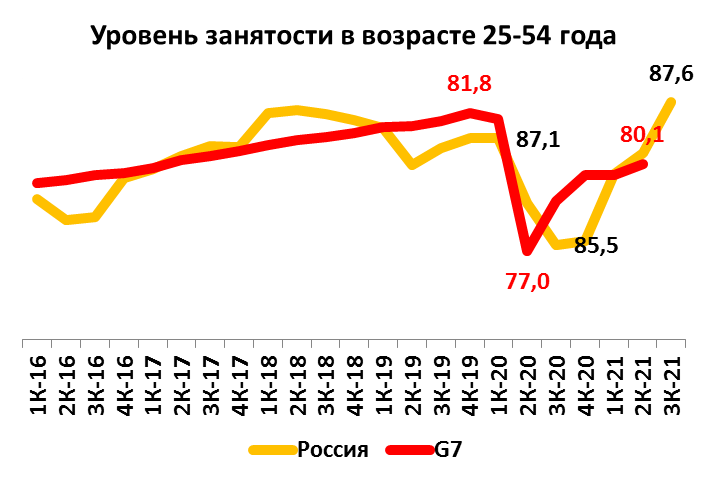 Уровень занятости в возрасте 25-54 года
87,6
81,8
80,1
87,1
85,5
77,0
1К-16
2К-16
3К-16
4К-16
1К-17
2К-17
3К-17
4К-17
1К-18
2К-18
3К-18
4К-18
1К-19
2К-19
3К-19
4К-19
1К-20
2К-20
3К-20
4К-20
1К-21
2К-21
3К-21
Россия G7